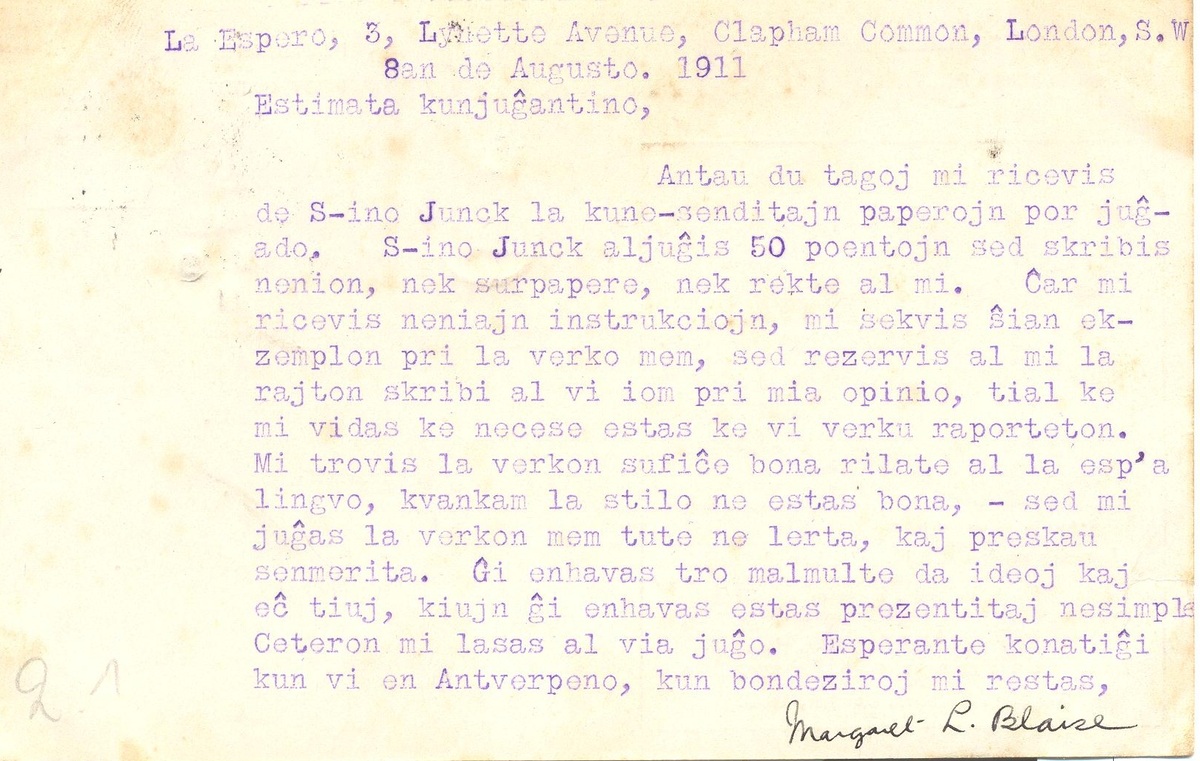 La Espero, 3, Lynette Avenue, Clapham Common, London, S.W
8an de Augusto. 1911
Estimata kunjuĝantino,
Antau du tagoj mi ricevis
de S-ino Junck la kune-senditajn paperojn por juĝ-
ado. S-ino Junck aljuĝis 50 poentojn sed skribis
nenion, nek surpapere, nek rekte al mi. Ĉar mi
ricevis neniajn instrukciojn, mi sekvis ŝian ek-
zemplon pri la verko mem, sed rezervis al mi la
rajton skribi al vi iom pri mia opinio, tial ke
mi vidas ke necese estas ke vi verku raporteton.
Mi trovis la verkon sufiĉe bona rilate al la esp'a
lingvo, kvankam la stilo ne estas bona, - sed mi
juĝas la verkon mem tute ne lerta, kaj preskau
senmerita. Ĝi enhavas tro malmulte da ideoj kaj
eĉ tiuj, kiujn ĝi enhavas estas prezentitaj nesimple
Ceteron mi lasas al via juĝo. Esperante konatiĝi
kun vi en Antverpeno, kun bondeziroj mi restas,
Margaret L. Blaise
2 1